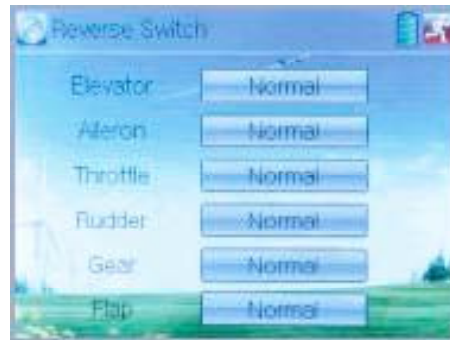 Reverse Switch
Elevator Normal
Aileron Normal
Throttle Normal
Rudder Normal
Gear Normal
Flap Normal